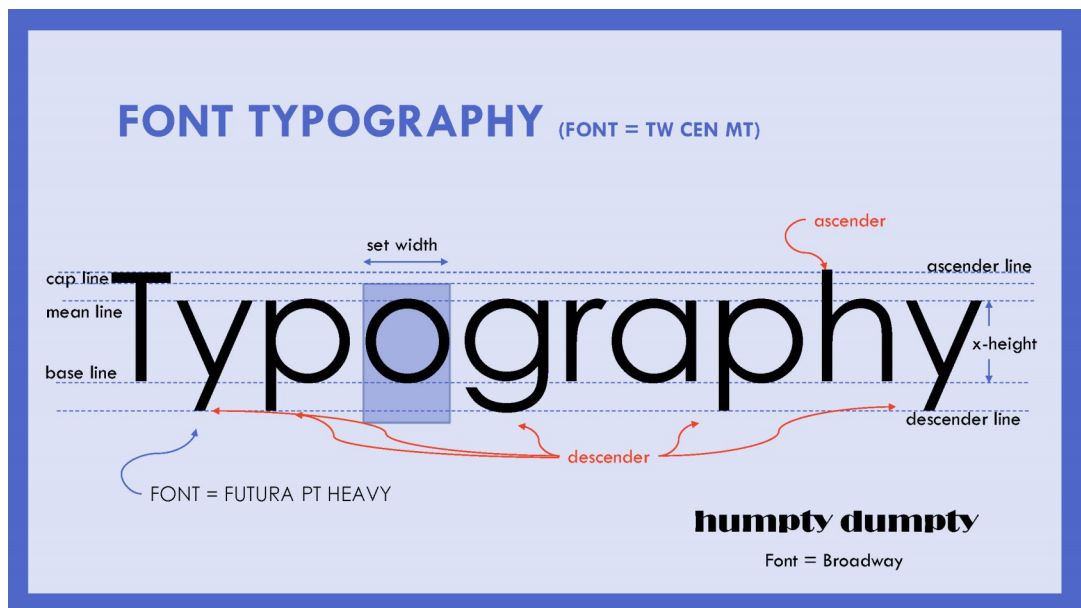 FONT TYPOGRAPHY (FONT = TW CEN MT)
ascender
set width
cap line
ascender line
mean line
Typography
x-height
base line
descender line
descender
FONT = FUTURA PT HEAVY
humpty dumpty
Font = Broadway